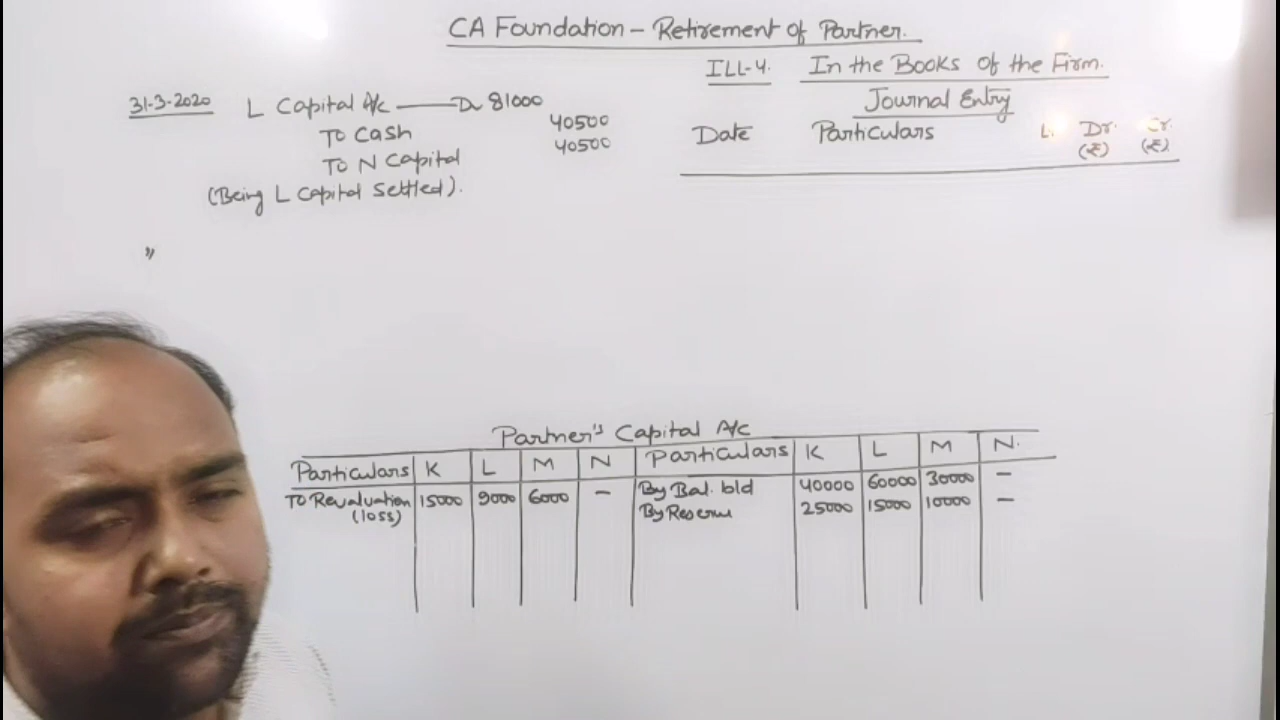 CA Foundation – Retirement of Partner.
ILL-4. In the Books of the Firm.
Journal Entry
Date Particulars L. Dr. (₹) Cr. (₹)
31-3-2020 L Capital A/c — Dr 81000
To Cash 40500
To N Capital 40500
(Being L Capital Settled).
"
Partner's Capital A/c
Particulars K L M N Particulars K L M N.
To Revaluation (loss) 15000 9000 6000 – By Bal. b/d 40000 60000 30000 –
By Reserve 25000 15000 10000 –